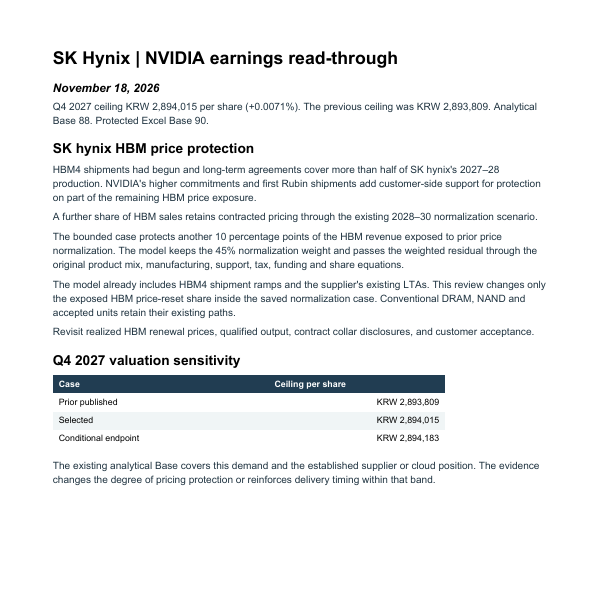 SK Hynix | NVIDIA earnings read-through
November 18, 2026
Q4 2027 ceiling KRW 2,894,015 per share (+0.0071%). The previous ceiling was KRW 2,893,809. Analytical
Base 88. Protected Excel Base 90.
SK hynix HBM price protection
HBM4 shipments had begun and long-term agreements cover more than half of SK hynix's 2027–28
production. NVIDIA's higher commitments and first Rubin shipments add customer-side support for protection
on part of the remaining HBM price exposure.
A further share of HBM sales retains contracted pricing through the existing 2028–30 normalization scenario.
The bounded case protects another 10 percentage points of the HBM revenue exposed to prior price
normalization. The model keeps the 45% normalization weight and passes the weighted residual through the
original product mix, manufacturing, support, tax, funding and share equations.
The model already includes HBM4 shipment ramps and the supplier's existing LTAs. This review changes only
the exposed HBM price-reset share inside the saved normalization case. Conventional DRAM, NAND and
accepted units retain their existing paths.
Revisit realized HBM renewal prices, qualified output, contract collar disclosures, and customer acceptance.
Q4 2027 valuation sensitivity
Case Ceiling per share
Prior published KRW 2,893,809
Selected KRW 2,894,015
Conditional endpoint KRW 2,894,183
The existing analytical Base covers this demand and the established supplier or cloud position. The evidence
changes the degree of pricing protection or reinforces delivery timing within that band.